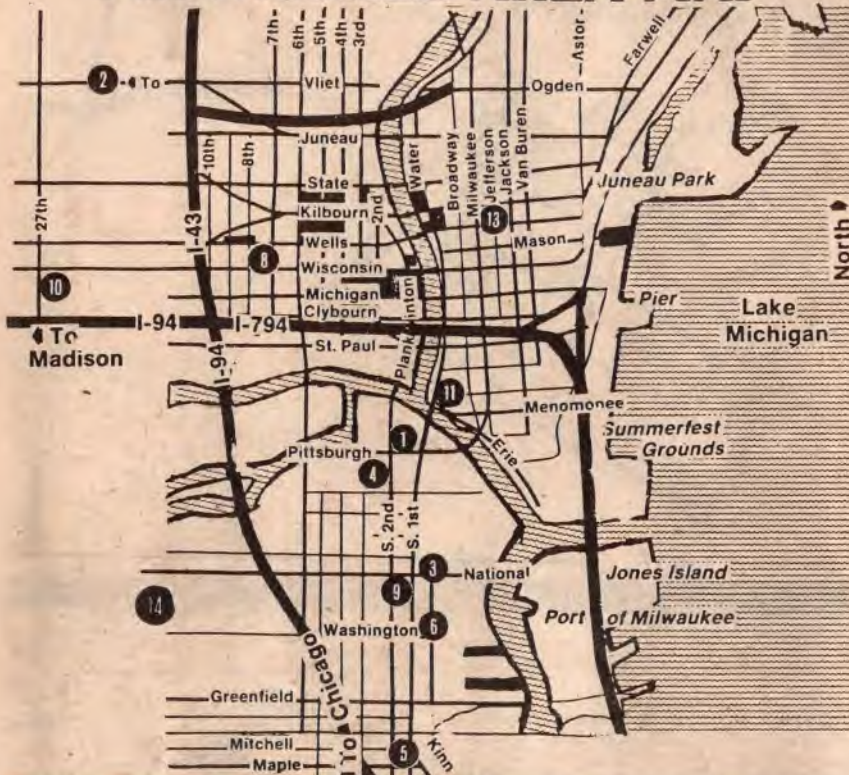 7th
6th
5th
4th
3rd
Astor
Farwell
2
To
Vliet
Ogden
Juneau
10th
8th
Water
Broadway
Milwaukee
Jefferson
Jackson
Van Buren
27th
State
Juneau Park
I-43
Kilbourn
2nd
13
Wells
Mason
8
Wisconsin
North
10
Michigan
Clybourn
Plankinton
Pier
Lake
Michigan
To
Madison
I-94
I-794
St. Paul
I-94
11
Menomonee
Summerfest
Grounds
1
Erie
Pittsburgh
4
S. 2nd
S. 1st
3
National
Jones Island
9
14
Port of Milwaukee
Washington
6
To Chicago
Greenfield
Mitchell
5
Kinn
Maple